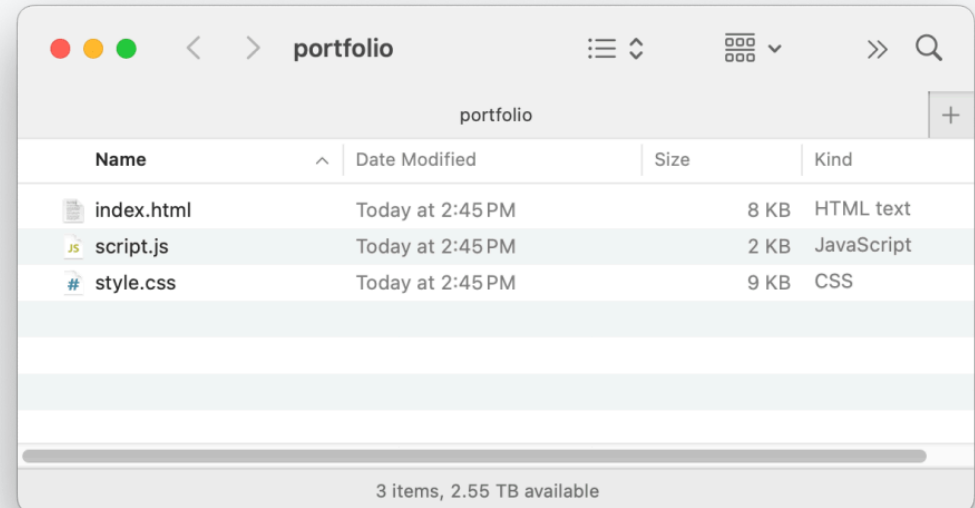 portfolio
portfolio
Name Date Modified Size Kind
index.html Today at 2:45 PM 8 KB HTML text
JS script.js Today at 2:45 PM 2 KB JavaScript
# style.css Today at 2:45 PM 9 KB CSS
3 items, 2.55 TB available